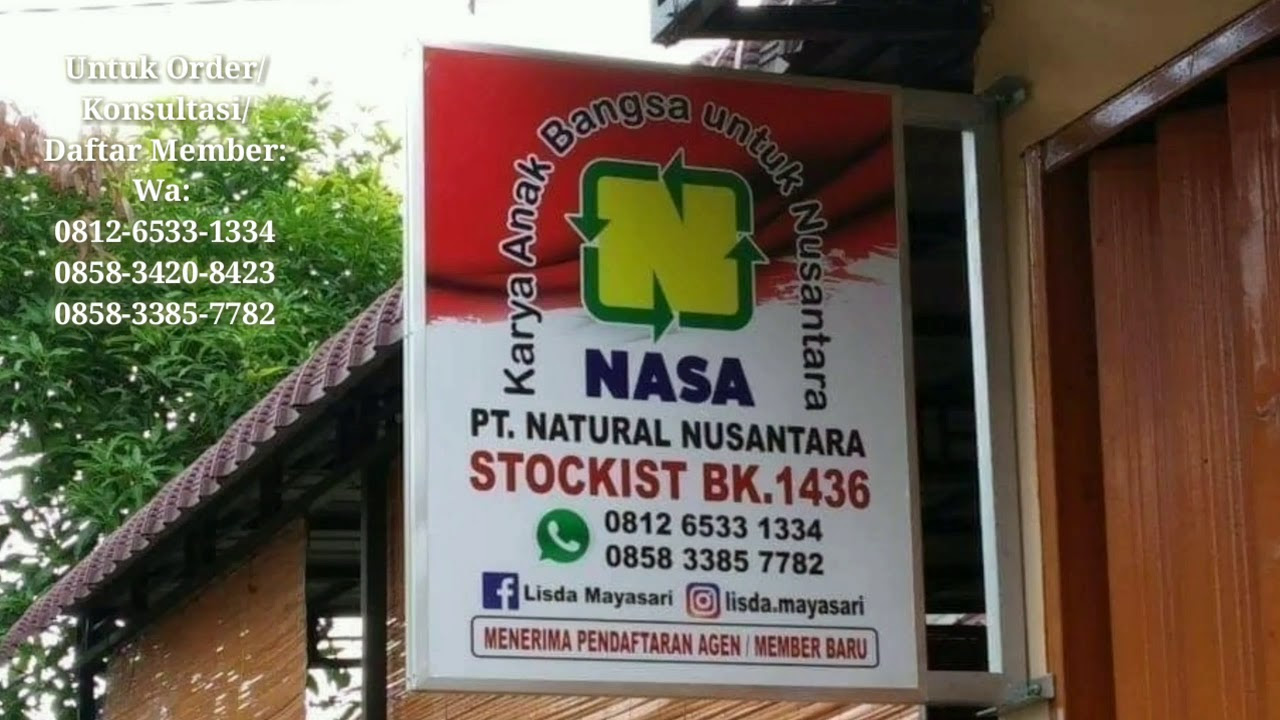 Untuk Order/
Konsultasi/
Daftar Member:
Wa:
0812-6533-1334
0858-3420-8423
0858-3385-7782
Karya Anak Bangsa untuk Nusantara
N
NASA
PT. NATURAL NUSANTARA
STOCKIST BK.1436
0812 6533 1334
0858 3385 7782
f Lisda Mayasari lisda.mayasari
MENERIMA PENDAFTARAN AGEN / MEMBER BARU